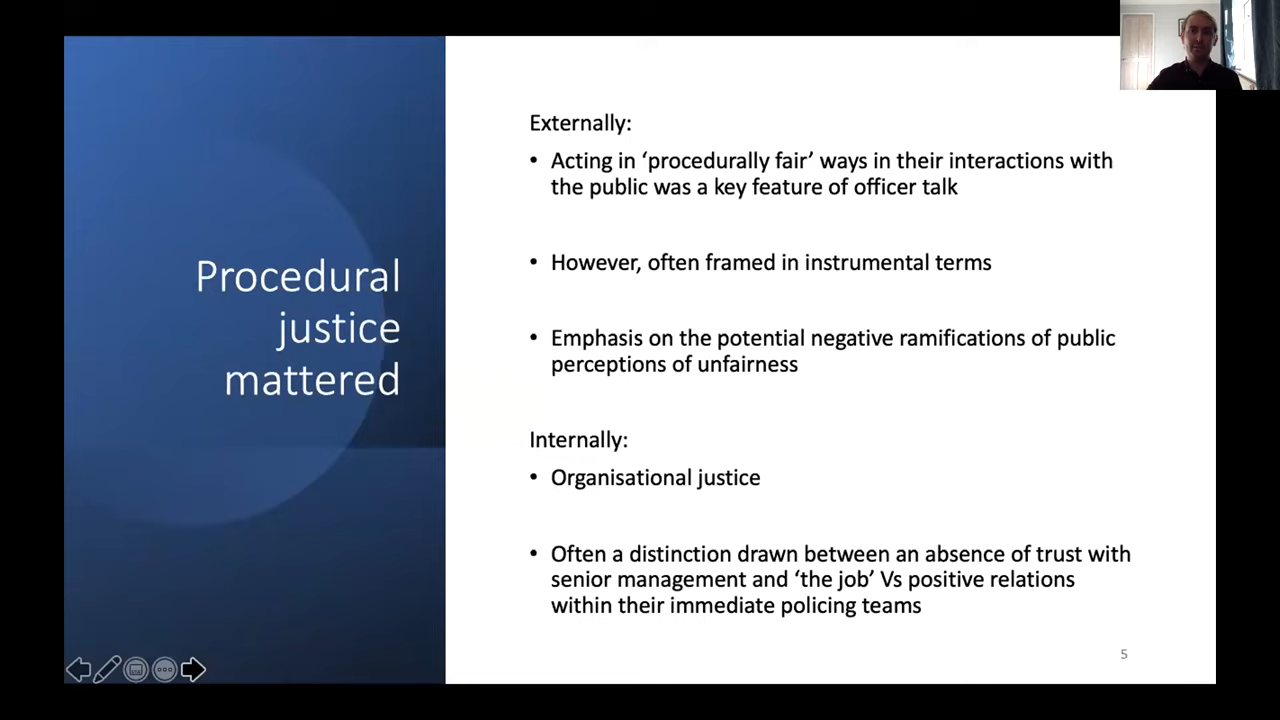 Procedural
justice
mattered
Externally:
• Acting in ‘procedurally fair’ ways in their interactions with
the public was a key feature of officer talk
• However, often framed in instrumental terms
• Emphasis on the potential negative ramifications of public
perceptions of unfairness
Internally:
• Organisational justice
• Often a distinction drawn between an absence of trust with
senior management and ‘the job’ Vs positive relations
within their immediate policing teams
5